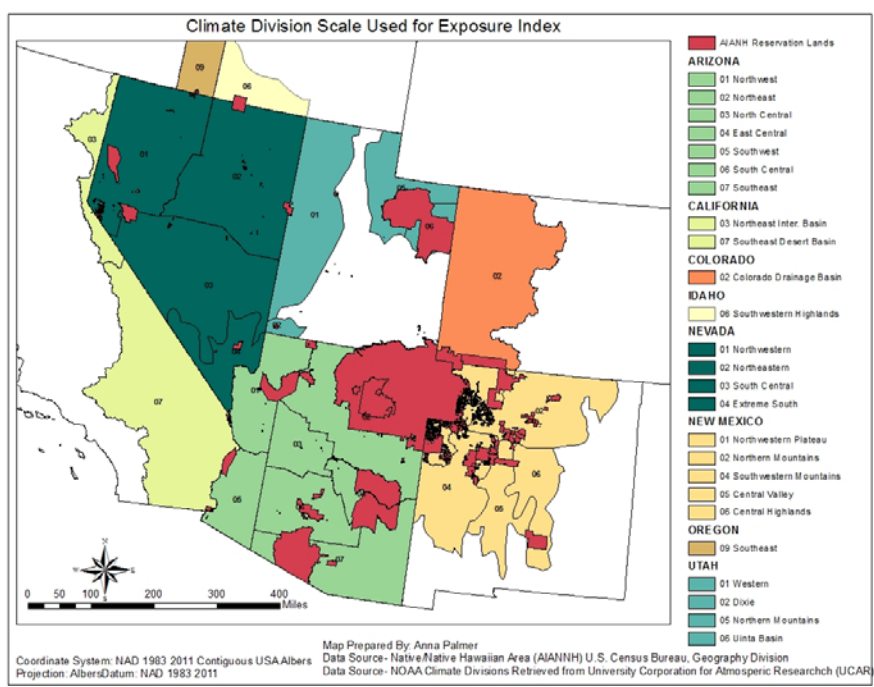 Climate Division Scale Used for Exposure Index
AIANH Reservation Lands
ARIZONA
01 Northwest
02 Northeast
03 North Central
04 East Central
05 Southwest
06 South Central
07 Southeast
CALIFORNIA
03 Northeast Inter. Basin
07 Southeast Desert Basin
COLORADO
02 Colorado Drainage Basin
IDAHO
06 Southwestern Highlands
NEVADA
01 Northwestern
02 Northeastern
03 South Central
04 Extreme South
NEW MEXICO
01 Northwestern Plateau
02 Northern Mountains
04 Southwestern Mountains
05 Central Valley
06 Central Highlands
OREGON
09 Southeast
UTAH
01 Western
02 Dixie
05 Northern Mountains
06 Uinta Basin
09
06
03
01
02
01
05
06
02
03
07
01
03
05
07
04
05
06
N
0 50 100 200 300 400
Miles
Coordinate System: NAD 1983 2011 Contiguous USA Albers
Projection: AlbersDatum: NAD 1983 2011
Map Prepared By: Anna Palmer
Data Source- Native/Native Hawaiian Area (AIANNH) U.S. Census Bureau, Geography Division
Data Source- NOAA Climate Divisions Retrieved from University Corporation for Atmosperic Researchrch (UCAR)